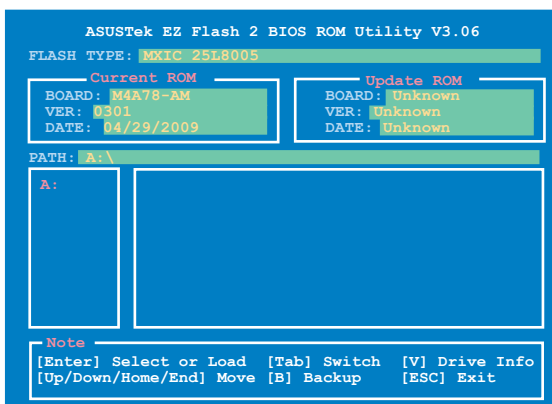 ASUSTek EZ Flash 2 BIOS ROM Utility V3.06
FLASH TYPE: MXIC 25L8005
Current ROM
BOARD: M4A78-AM
VER: 0301
DATE: 04/29/2009
Update ROM
BOARD: Unknown
VER: Unknown
DATE: Unknown
PATH: A:\
A:
Note
[Enter] Select or Load [Tab] Switch [V] Drive Info
[Up/Down/Home/End] Move [B] Backup [ESC] Exit